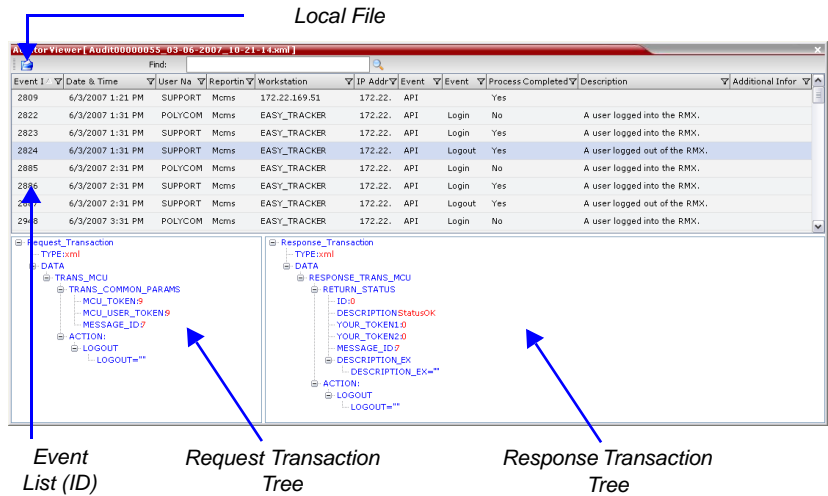 Local File
AuditorViewer [ Audit00000055_03-06-2007_10-21-14.xml ]
Find:
Event I Date & Time User Na Reportin Workstation IP Addr Event Event Process Completed Description Additional Infor
2809 6/3/2007 1:21 PM SUPPORT Mcms 172.22.169.51 172.22. API Yes
2822 6/3/2007 1:31 PM POLYCOM Mcms EASY_TRACKER 172.22. API Login No A user logged into the RMX.
2823 6/3/2007 1:31 PM SUPPORT Mcms EASY_TRACKER 172.22. API Login Yes A user logged into the RMX.
2824 6/3/2007 1:31 PM SUPPORT Mcms EASY_TRACKER 172.22. API Logout Yes A user logged out of the RMX.
2885 6/3/2007 2:31 PM POLYCOM Mcms EASY_TRACKER 172.22. API Login No A user logged into the RMX.
2886 6/3/2007 2:31 PM SUPPORT Mcms EASY_TRACKER 172.22. API Login Yes A user logged into the RMX.
2887 6/3/2007 2:31 PM SUPPORT Mcms EASY_TRACKER 172.22. API Logout Yes A user logged out of the RMX.
2948 6/3/2007 3:31 PM POLYCOM Mcms EASY_TRACKER 172.22. API Login No A user logged into the RMX.
Request_Transaction
TYPE:xml
DATA
TRANS_MCU
TRANS_COMMON_PARAMS
MCU_TOKEN:9
MCU_USER_TOKEN:9
MESSAGE_ID:7
ACTION:
LOGOUT
LOGOUT=""
Response_Transaction
TYPE:xml
DATA
RESPONSE_TRANS_MCU
RETURN_STATUS
ID:0
DESCRIPTION:StatusOK
YOUR_TOKEN1:0
YOUR_TOKEN2:0
MESSAGE_ID:7
DESCRIPTION_EX
DESCRIPTION_EX=""
ACTION:
LOGOUT
LOGOUT=""
Event
List (ID)
Request Transaction
Tree
Response Transaction
Tree